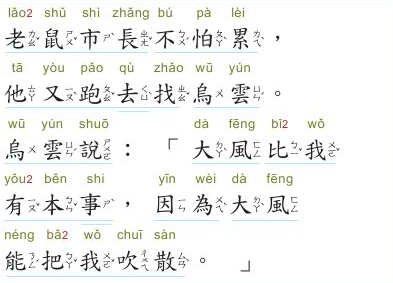 lǎo2 shǔ shì zhǎng bú pà lèi
老鼠市長不怕累，
tā yòu pǎo qù zhǎo wū yún
他又跑去找烏雲。
wū yún shuō dà fēng bǐ2 wǒ
烏雲說：「大風比我
yǒu2 běn shi yīn wèi dà fēng
有本事，因為大風
néng bǎ2 wǒ chuī sàn
能把我吹散。」